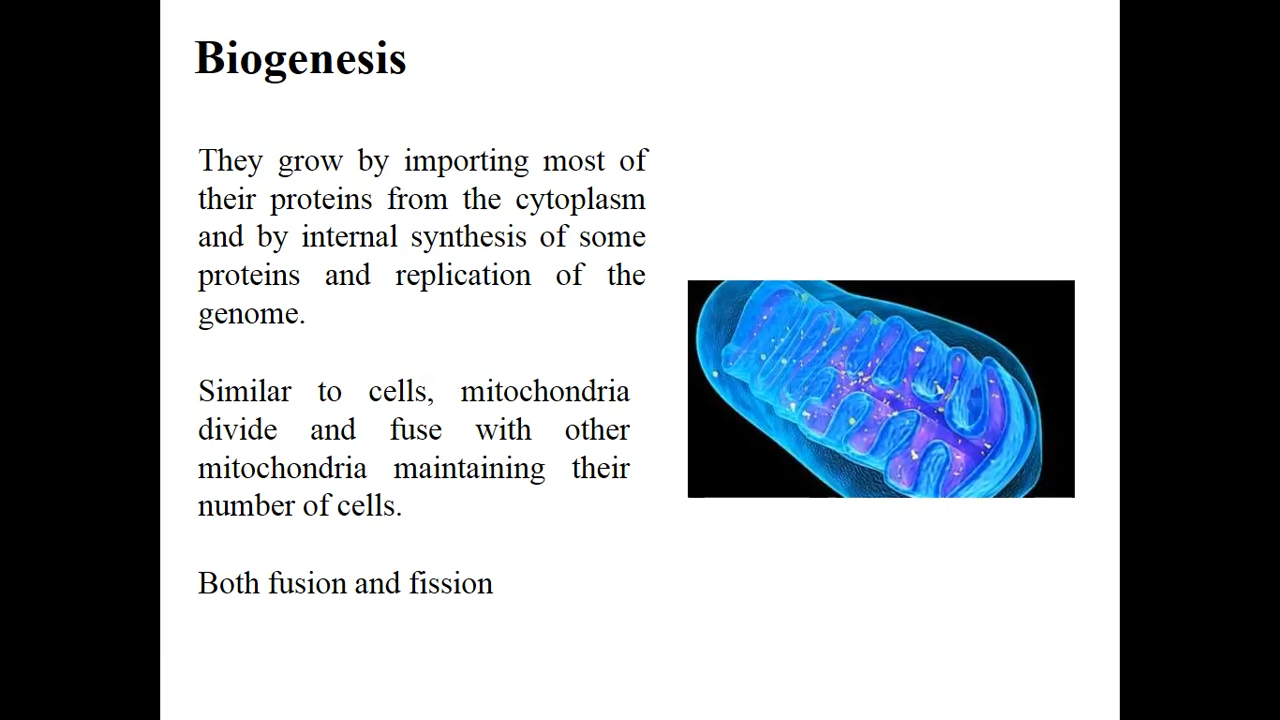 Biogenesis
They grow by importing most of
their proteins from the cytoplasm
and by internal synthesis of some
proteins and replication of the
genome.
Similar to cells, mitochondria
divide and fuse with other
mitochondria maintaining their
number of cells.
Both fusion and fission